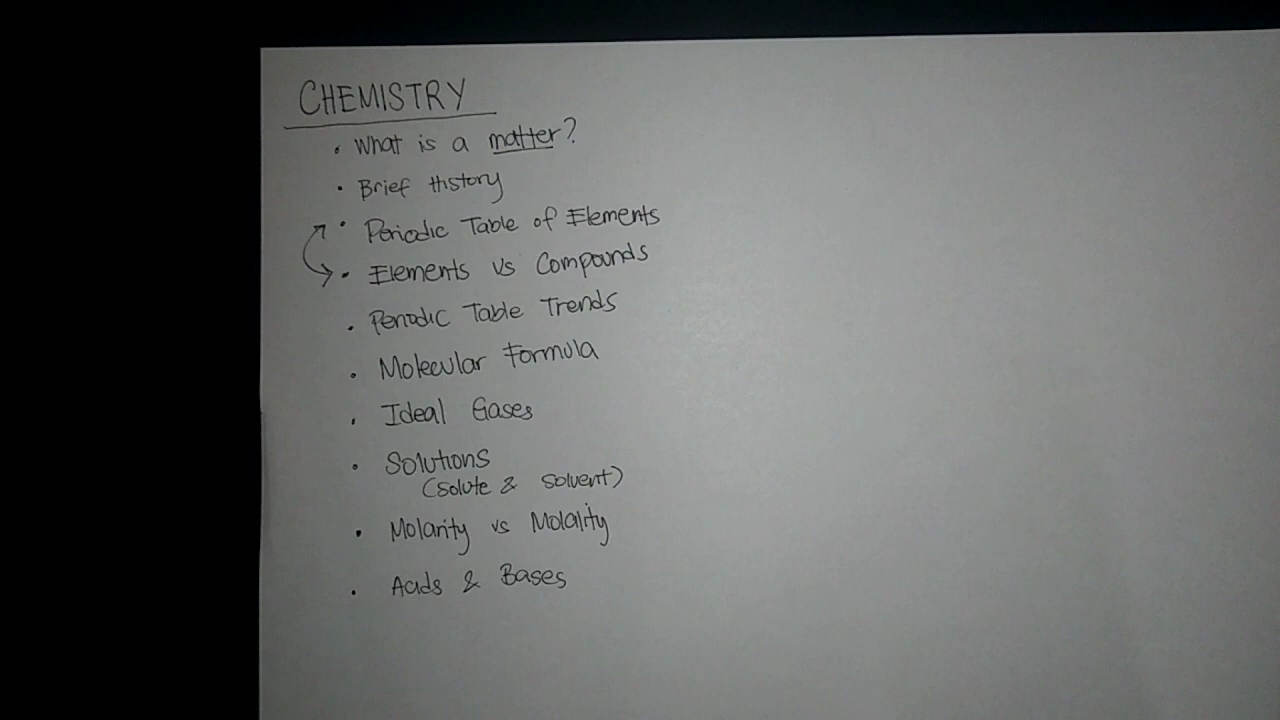 CHEMISTRY
• What is a matter?
• Brief History
• Periodic Table of Elements
• Elements vs Compounds
• Periodic Table Trends
• Molecular Formula
• Ideal Gases
• Solutions
(solute & solvent)
• Molarity vs Molality
• Acids & Bases